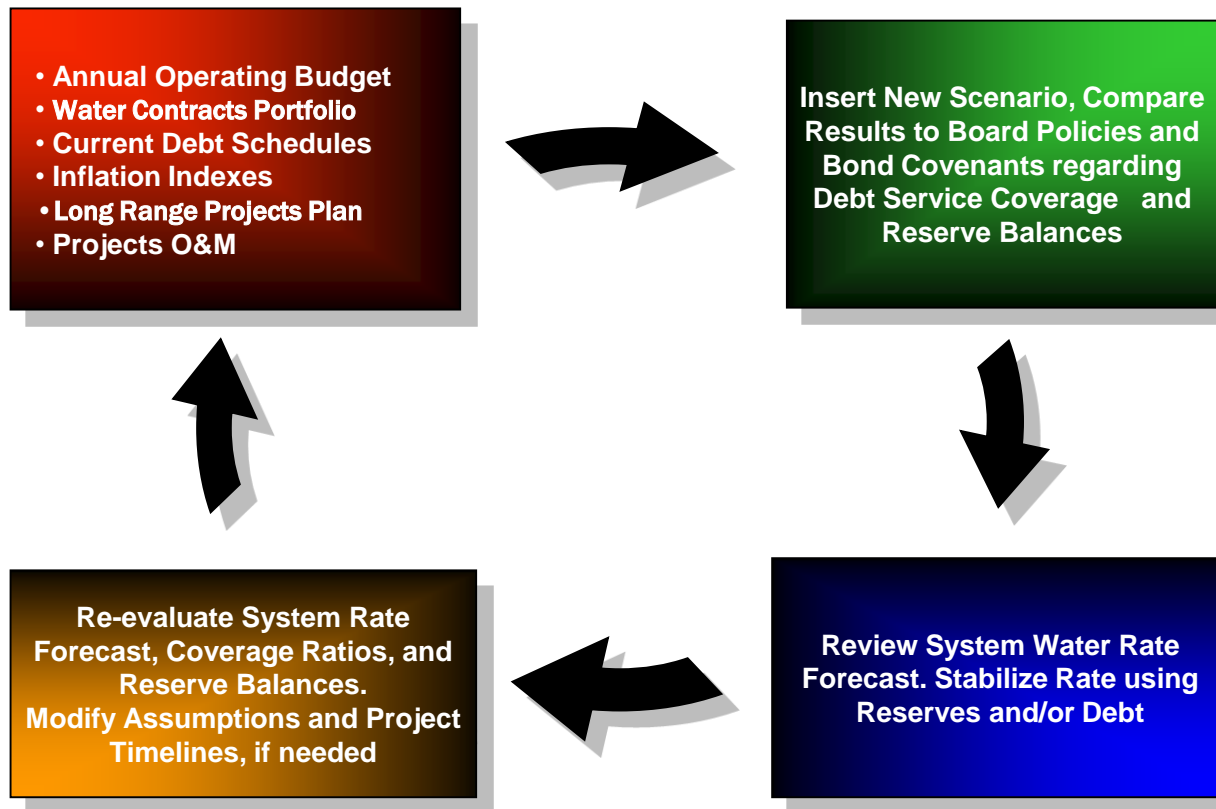 • Annual Operating Budget
• Water Contracts Portfolio
• Current Debt Schedules
• Inflation Indexes
• Long Range Projects Plan
• Projects O&M
Insert New Scenario, Compare
Results to Board Policies and
Bond Covenants regarding
Debt Service Coverage and
Reserve Balances
Re-evaluate System Rate
Forecast, Coverage Ratios, and
Reserve Balances.
Modify Assumptions and Project
Timelines, if needed
Review System Water Rate
Forecast. Stabilize Rate using
Reserves and/or Debt